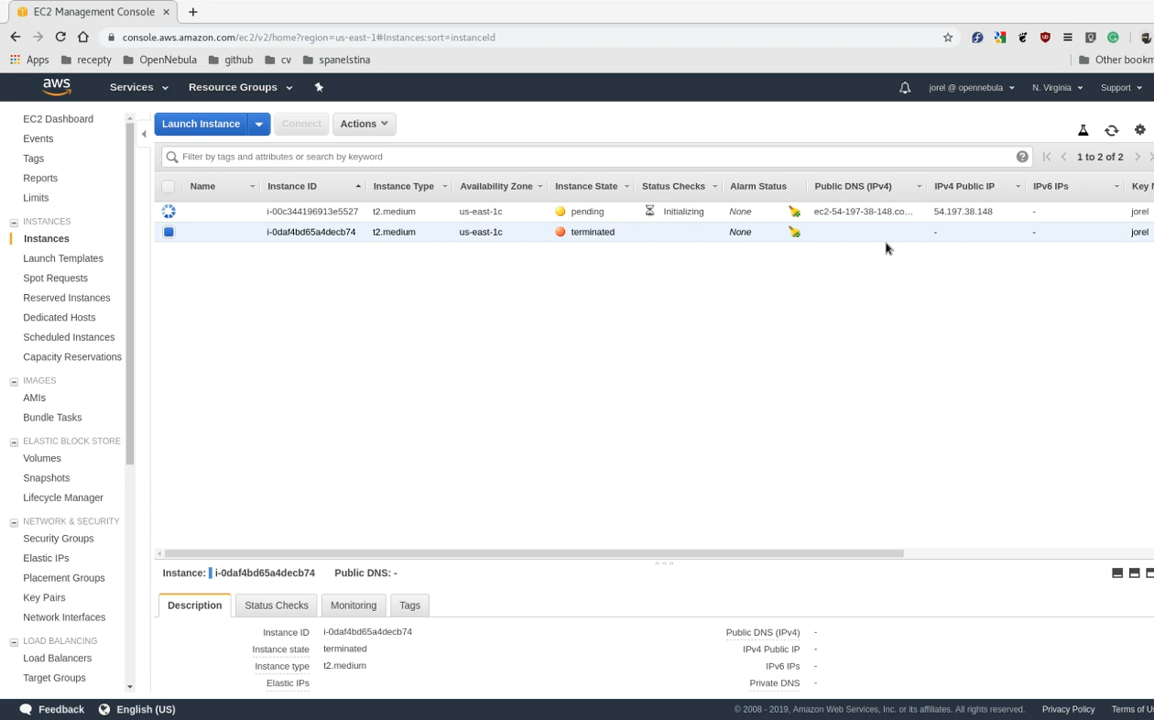 EC2 Management Console
console.aws.amazon.com/ec2/v2/home?region=us-east-1#Instances:sort=instanceId
Apps recepty OpenNebula github cv spanelstina Other bookm
aws Services Resource Groups jorel @ opennebula N. Virginia Support
EC2 Dashboard
Events
Tags
Reports
Limits
INSTANCES
Instances
Launch Templates
Spot Requests
Reserved Instances
Dedicated Hosts
Scheduled Instances
Capacity Reservations
IMAGES
AMIs
Bundle Tasks
ELASTIC BLOCK STORE
Volumes
Snapshots
Lifecycle Manager
NETWORK & SECURITY
Security Groups
Elastic IPs
Placement Groups
Key Pairs
Network Interfaces
LOAD BALANCING
Load Balancers
Target Groups
Launch Instance Connect Actions
Filter by tags and attributes or search by keyword 1 to 2 of 2
Name Instance ID Instance Type Availability Zone Instance State Status Checks Alarm Status Public DNS (IPv4) IPv4 Public IP IPv6 IPs Key N
i-00c344196913e5527 t2.medium us-east-1c pending Initializing None ec2-54-197-38-148.co... 54.197.38.148 - jorel
i-0daf4bd65a4decb74 t2.medium us-east-1c terminated None - - jorel
Instance: i-0daf4bd65a4decb74 Public DNS: -
Description Status Checks Monitoring Tags
Instance ID i-0daf4bd65a4decb74 Public DNS (IPv4) -
Instance state terminated IPv4 Public IP -
Instance type t2.medium IPv6 IPs -
Elastic IPs Private DNS -
Feedback English (US) © 2008 - 2019, Amazon Web Services, Inc. or its affiliates. All rights reserved. Privacy Policy Terms of U